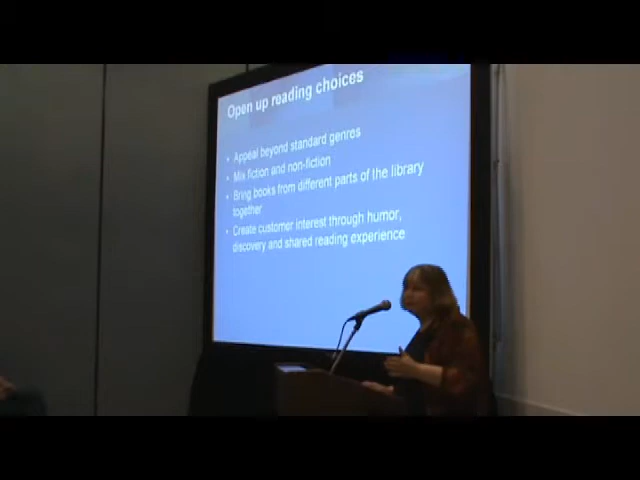 Open up reading choices
• Appeal beyond standard genres
• Mix fiction and non-fiction
• Bring books from different parts of the library
together
• Create customer interest through humor,
discovery and shared reading experience